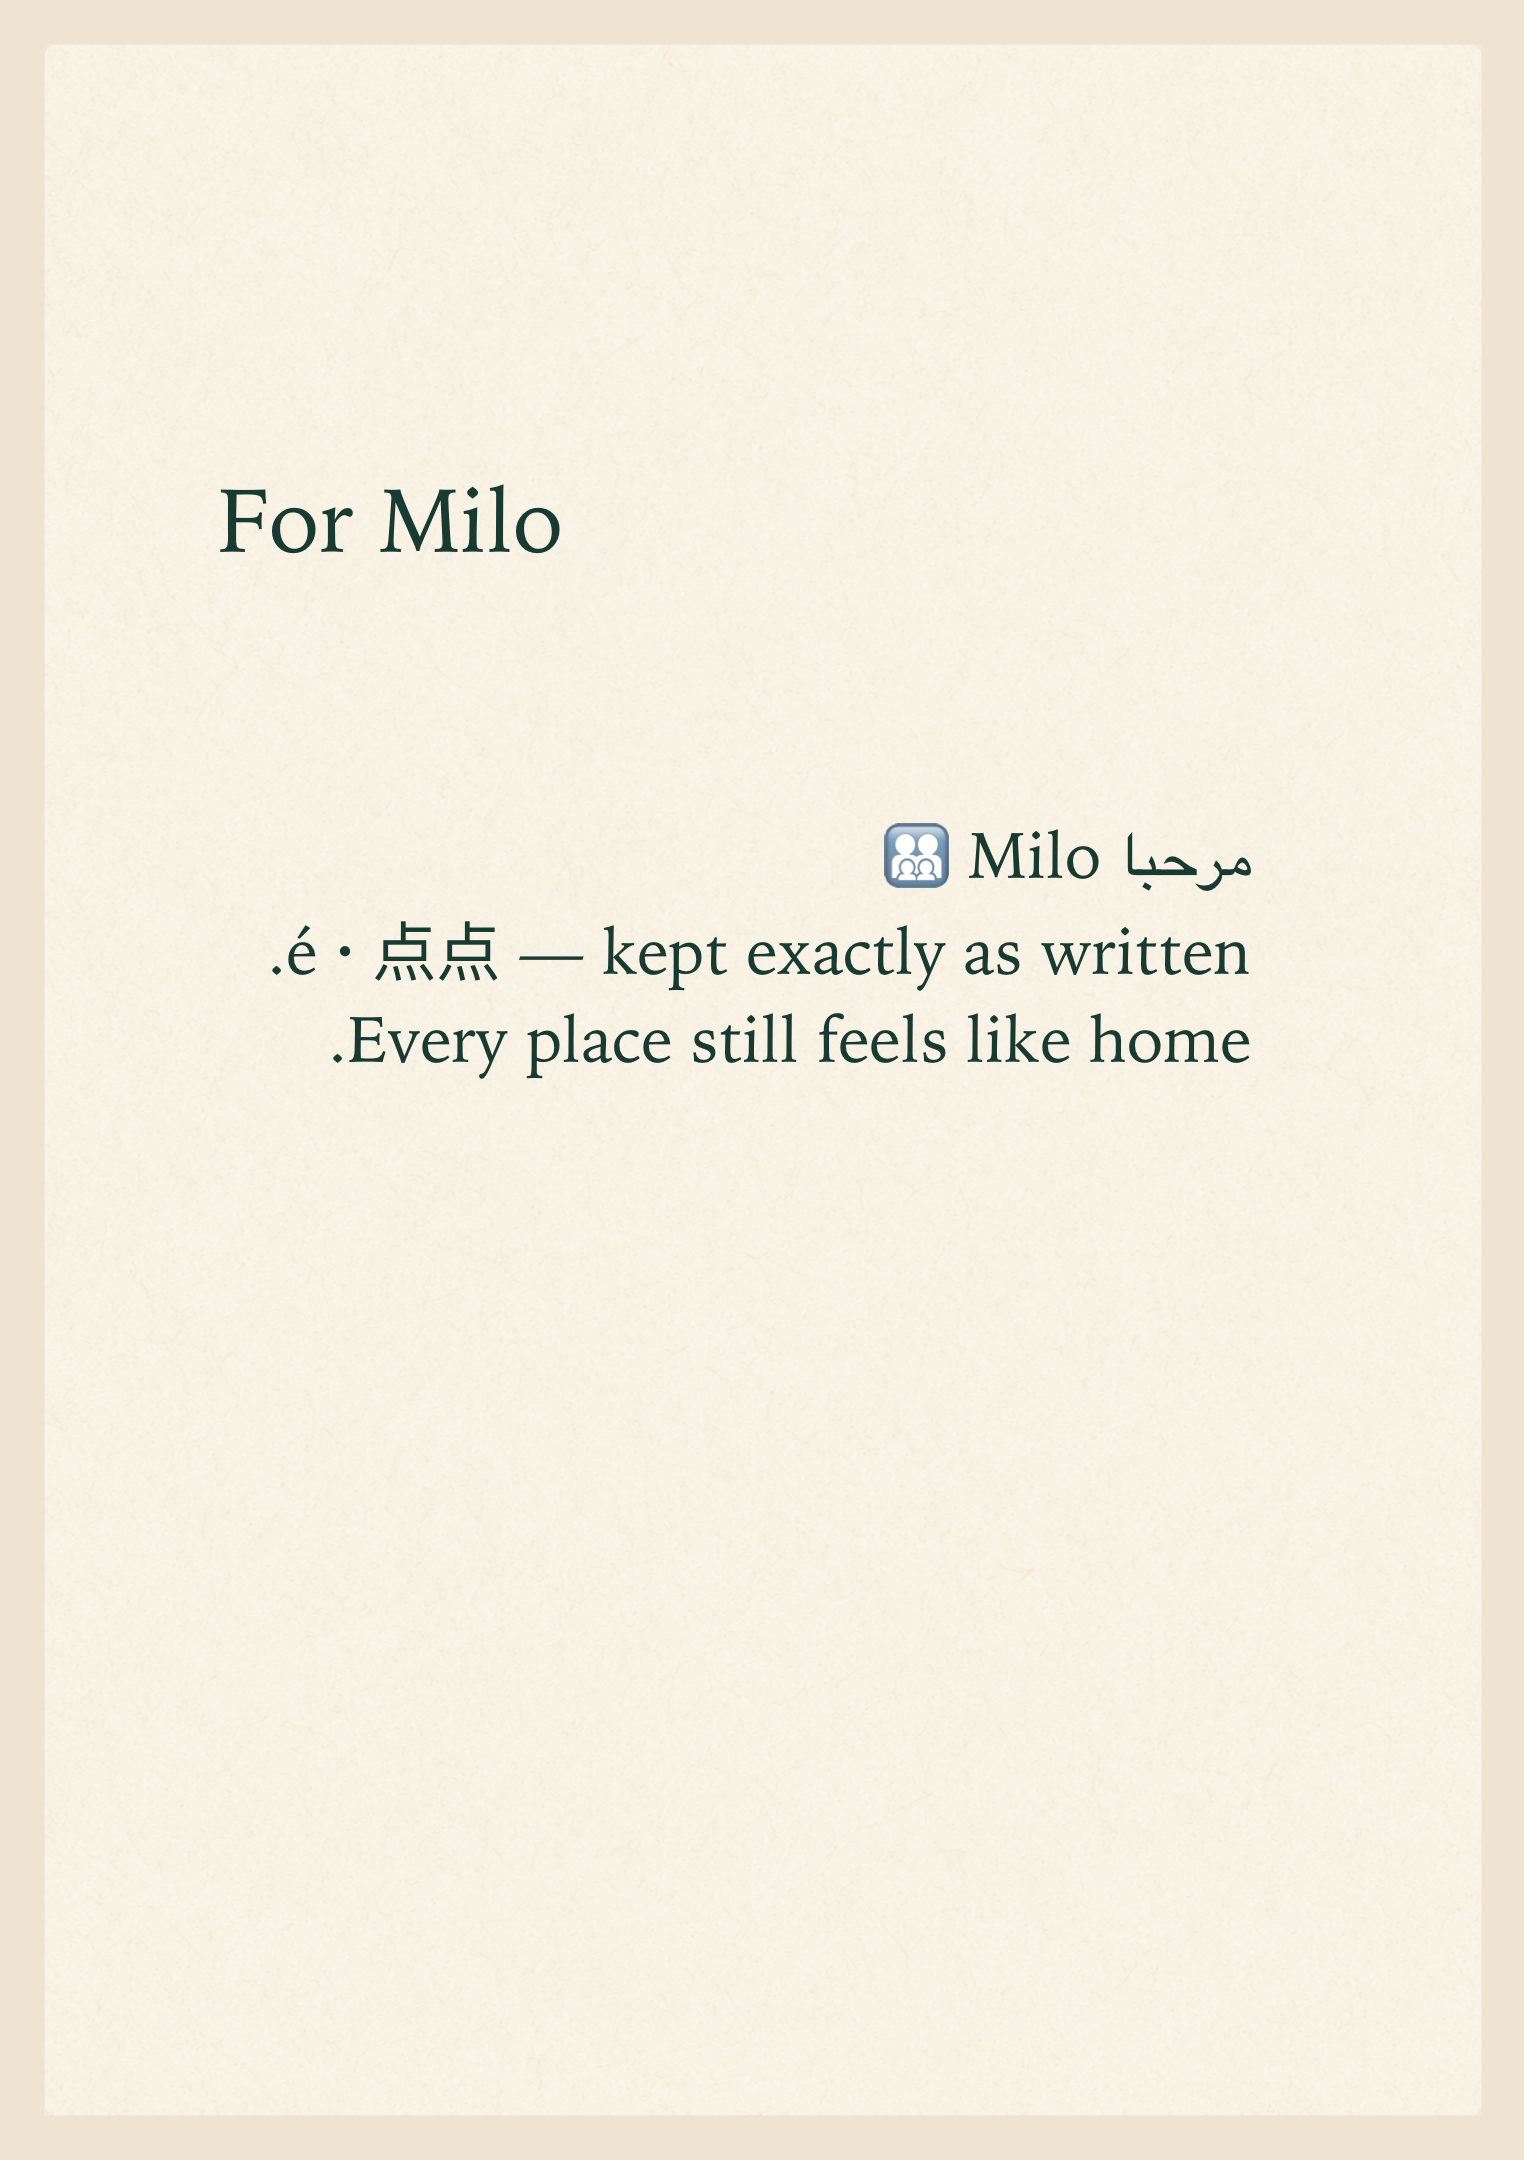 For Milo
مرحبا Milo 👨‍👩‍👧‍👦
é · 点点 — kept exactly as written.
Every place still feels like home.